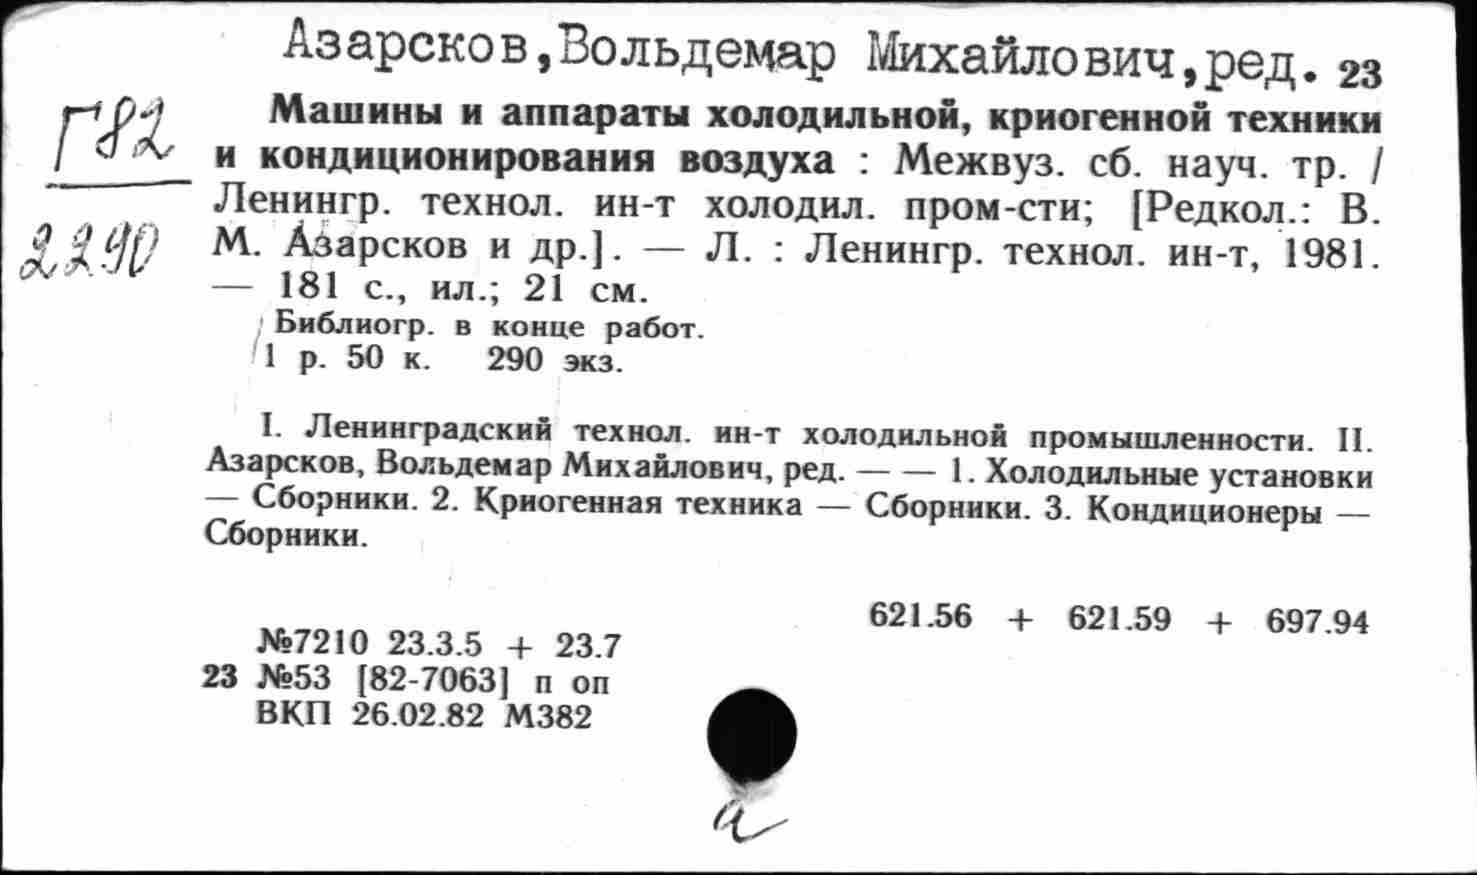 Азарсков,Вольдемар Михайлович,ред. 23
Г82
2290
Машины и аппараты холодильной, криогенной техники
и кондиционирования воздуха : Межвуз. сб. науч. тр. /
Ленингр. технол. ин-т холодил. пром-сти; [Редкол.: В.
М. Азарсков и др.]. — Л. : Ленингр. технол. ин-т, 1981.
— 181 с., ил.; 21 см.
Библиогр. в конце работ.
1 р. 50 к. 290 экз.
I. Ленинградский технол. ин-т холодильной промышленности. II.
Азарсков, Вольдемар Михайлович, ред. — — 1. Холодильные установки
— Сборники. 2. Криогенная техника — Сборники. 3. Кондиционеры —
Сборники.
621.56 + 621.59 + 697.94
№7210 23.3.5 + 23.7
23 №53 [82-7063] п оп
ВКП 26.02.82 М382
а